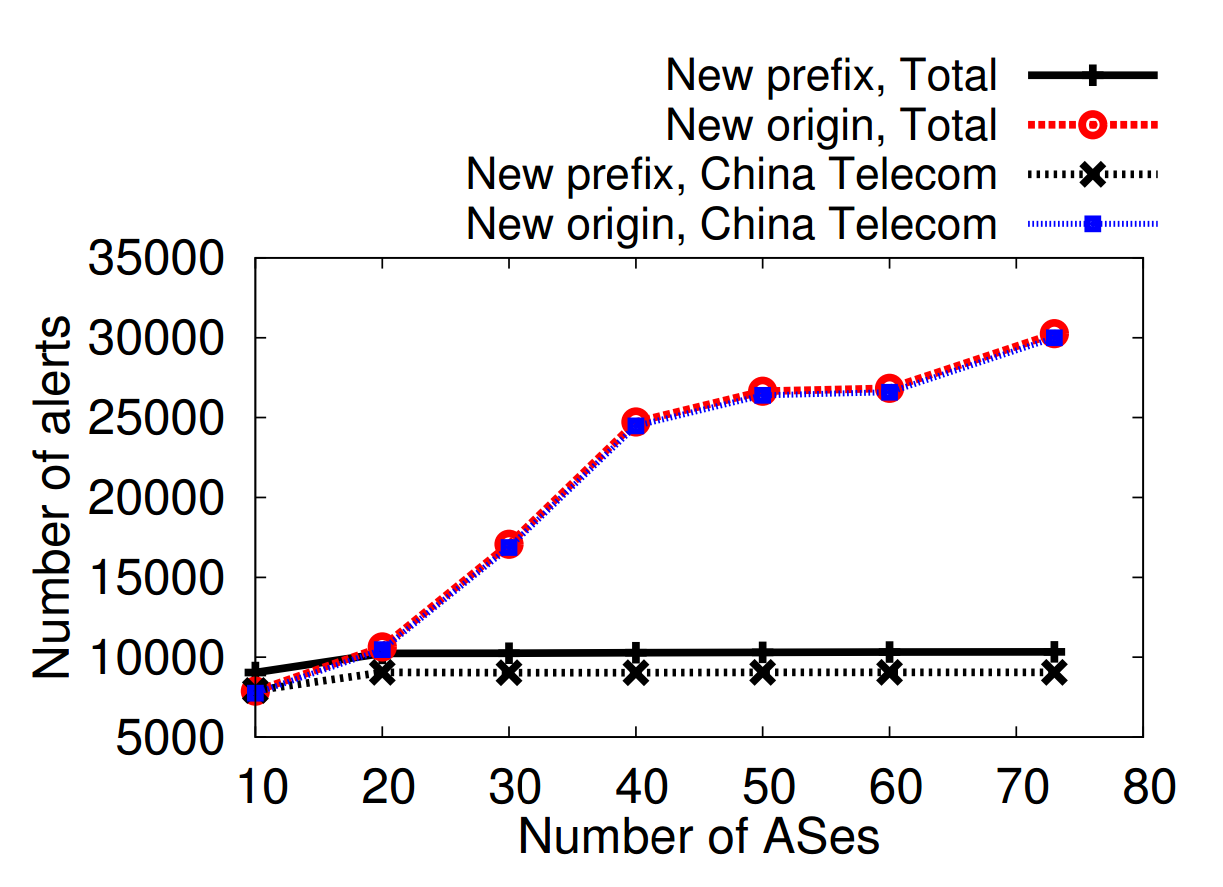 New prefix, Total
New origin, Total
New prefix, China Telecom
New origin, China Telecom
35000
30000
25000
20000
15000
10000
5000
Number of alerts
10 20 30 40 50 60 70 80
Number of ASes